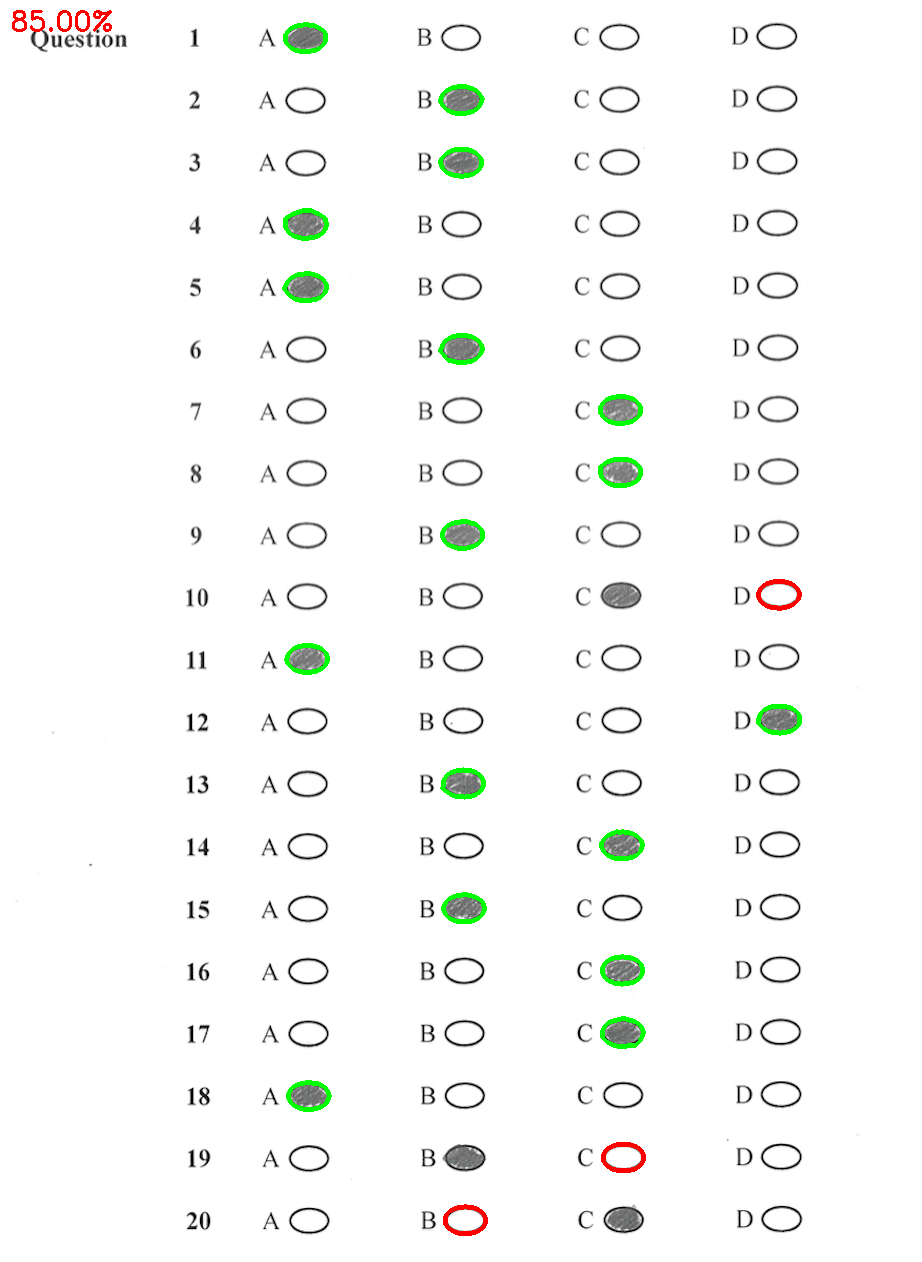 85.00%
Question 1 A B C D
2 A B C D
3 A B C D
4 A B C D
5 A B C D
6 A B C D
7 A B C D
8 A B C D
9 A B C D
10 A B C D
11 A B C D
12 A B C D
13 A B C D
14 A B C D
15 A B C D
16 A B C D
17 A B C D
18 A B C D
19 A B C D
20 A B C D